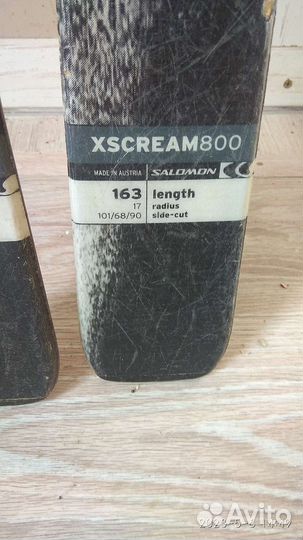 XSCREAM800
MADE IN AUSTRIA SALOMON
163 length
17 radius
101/68/90 side-cut
Avito